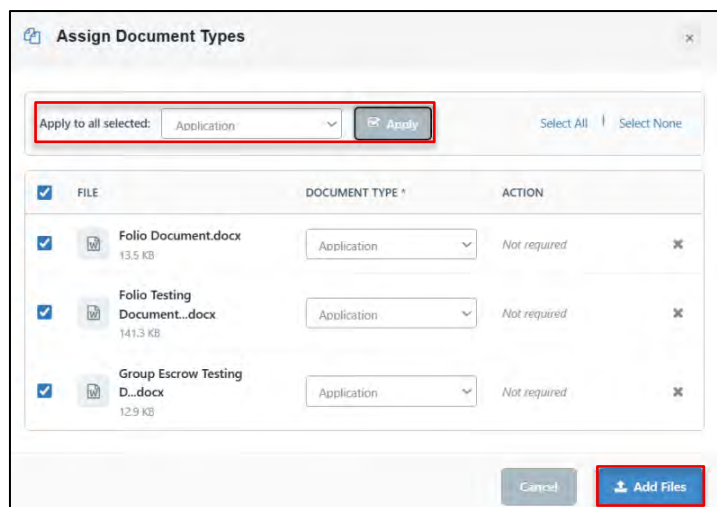 Assign Document Types
Apply to all selected: Application Apply Select All | Select None
FILE DOCUMENT TYPE * ACTION
Folio Document.docx
13.5 KB
Application Not required
Folio Testing
Document...docx
141.3 KB
Application Not required
Group Escrow Testing
D...docx
12.9 KB
Application Not required
Cancel Add Files